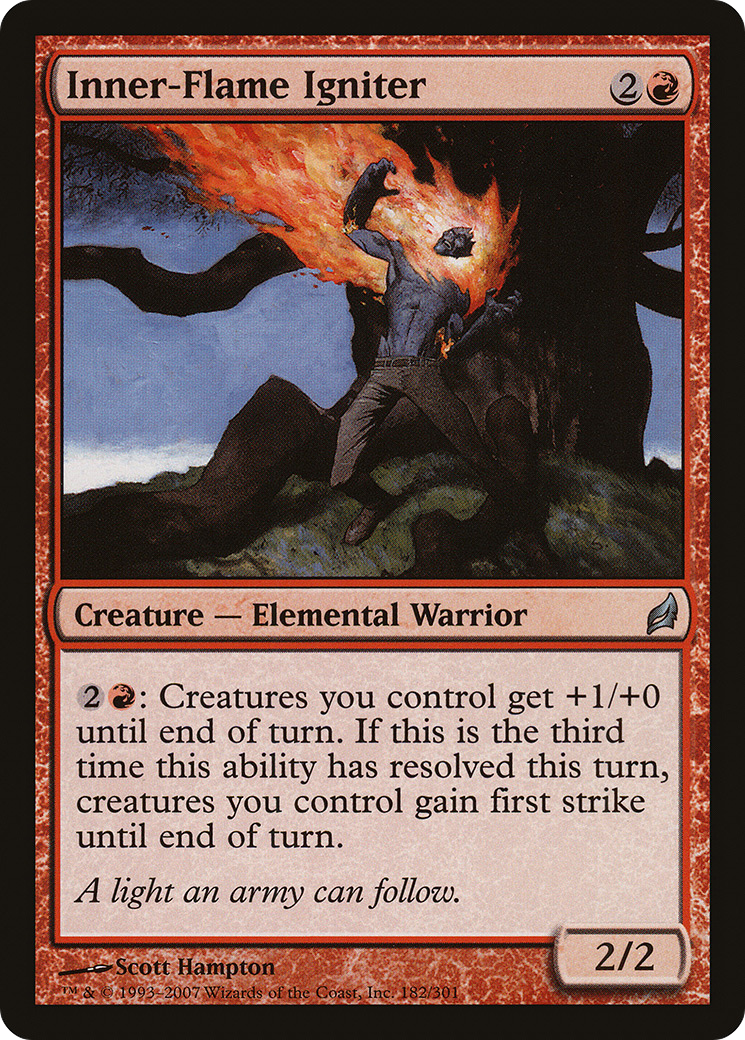 Inner-Flame Igniter 2
Creature — Elemental Warrior
2: Creatures you control get +1/+0
until end of turn. If this is the third
time this ability has resolved this turn,
creatures you control gain first strike
until end of turn.
A light an army can follow.
2/2
Scott Hampton
™ & © 1993–2007 Wizards of the Coast, Inc. 182/301